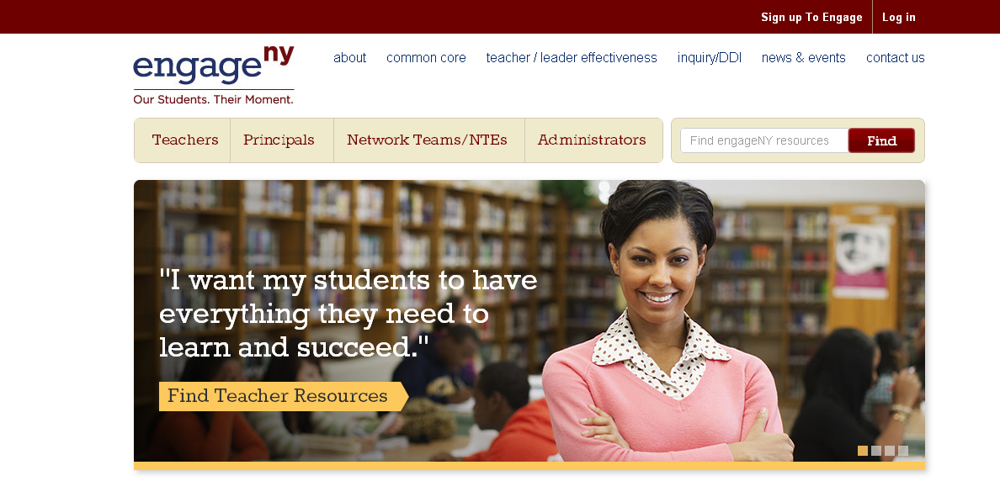 Sign up To Engage
Log in
engage ny
about
common core
teacher / leader effectiveness
inquiry/DDI
news & events
contact us
Our Students. Their Moment.
Teachers
Principals
Network Teams/NTEs
Administrators
Find engageNY resources
Find
"I want my students to have
everything they need to
learn and succeed."
Find Teacher Resources